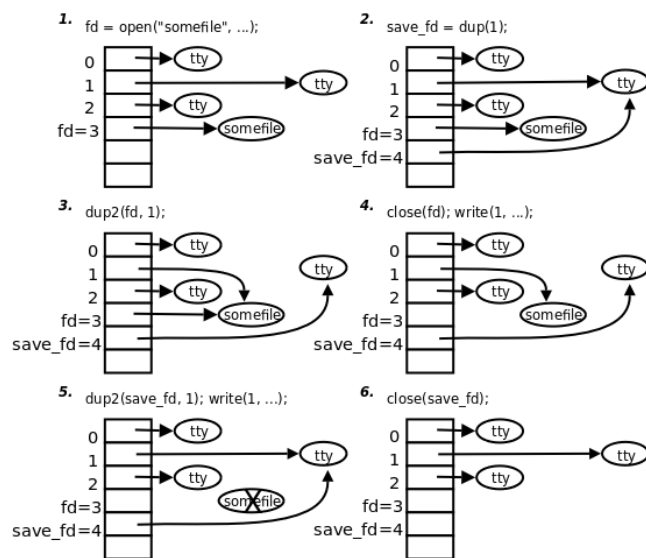 1. fd = open("somefile", ...);
0
tty
1
tty
2
tty
fd=3
somefile
2. save_fd = dup(1);
0
tty
1
tty
2
tty
fd=3
somefile
save_fd=4
3. dup2(fd, 1);
0
tty
1
tty
2
tty
fd=3
somefile
save_fd=4
4. close(fd); write(1, ...);
0
tty
1
tty
2
tty
fd=3
somefile
save_fd=4
5. dup2(save_fd, 1); write(1, ...);
0
tty
1
tty
2
tty
fd=3
somefile
save_fd=4
6. close(save_fd);
0
tty
1
tty
2
tty
fd=3
save_fd=4